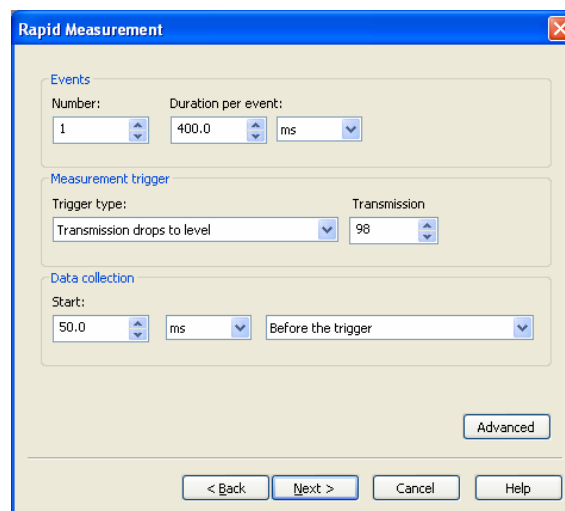 Rapid Measurement
Events
Number: Duration per event:
1 400.0 ms
Measurement trigger
Trigger type: Transmission
Transmission drops to level 98
Data collection
Start:
50.0 ms Before the trigger
Advanced
< Back Next > Cancel Help